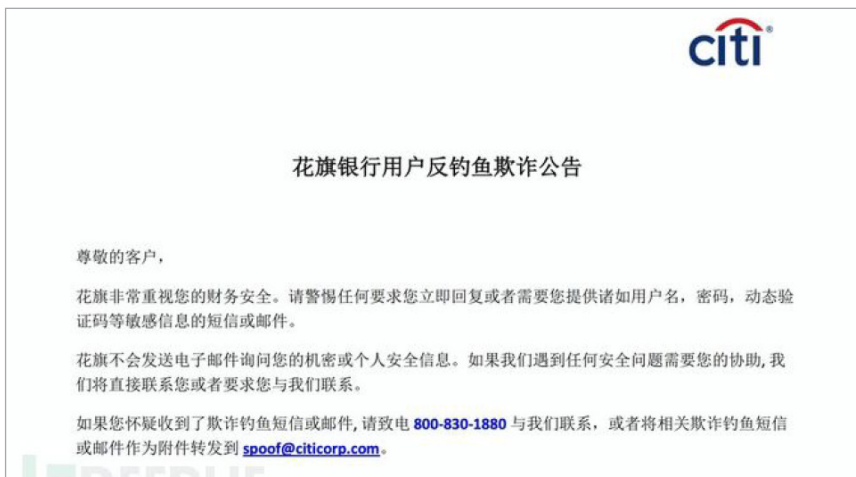 citi
花旗银行用户反钓鱼欺诈公告
尊敬的客户，
花旗非常重视您的财务安全。请警惕任何要求您立即回复或者需要您提供诸如用户名，密码，动态验
证码等敏感信息的短信或邮件。
花旗不会发送电子邮件询问您的机密或个人安全信息。如果我们遇到任何安全问题需要您的协助, 我
们将直接联系您或者要求您与我们联系。
如果您怀疑收到了欺诈钓鱼短信或邮件, 请致电 800-830-1880 与我们联系，或者将相关欺诈钓鱼短信
或邮件作为附件转发到 spoof@citicorp.com。